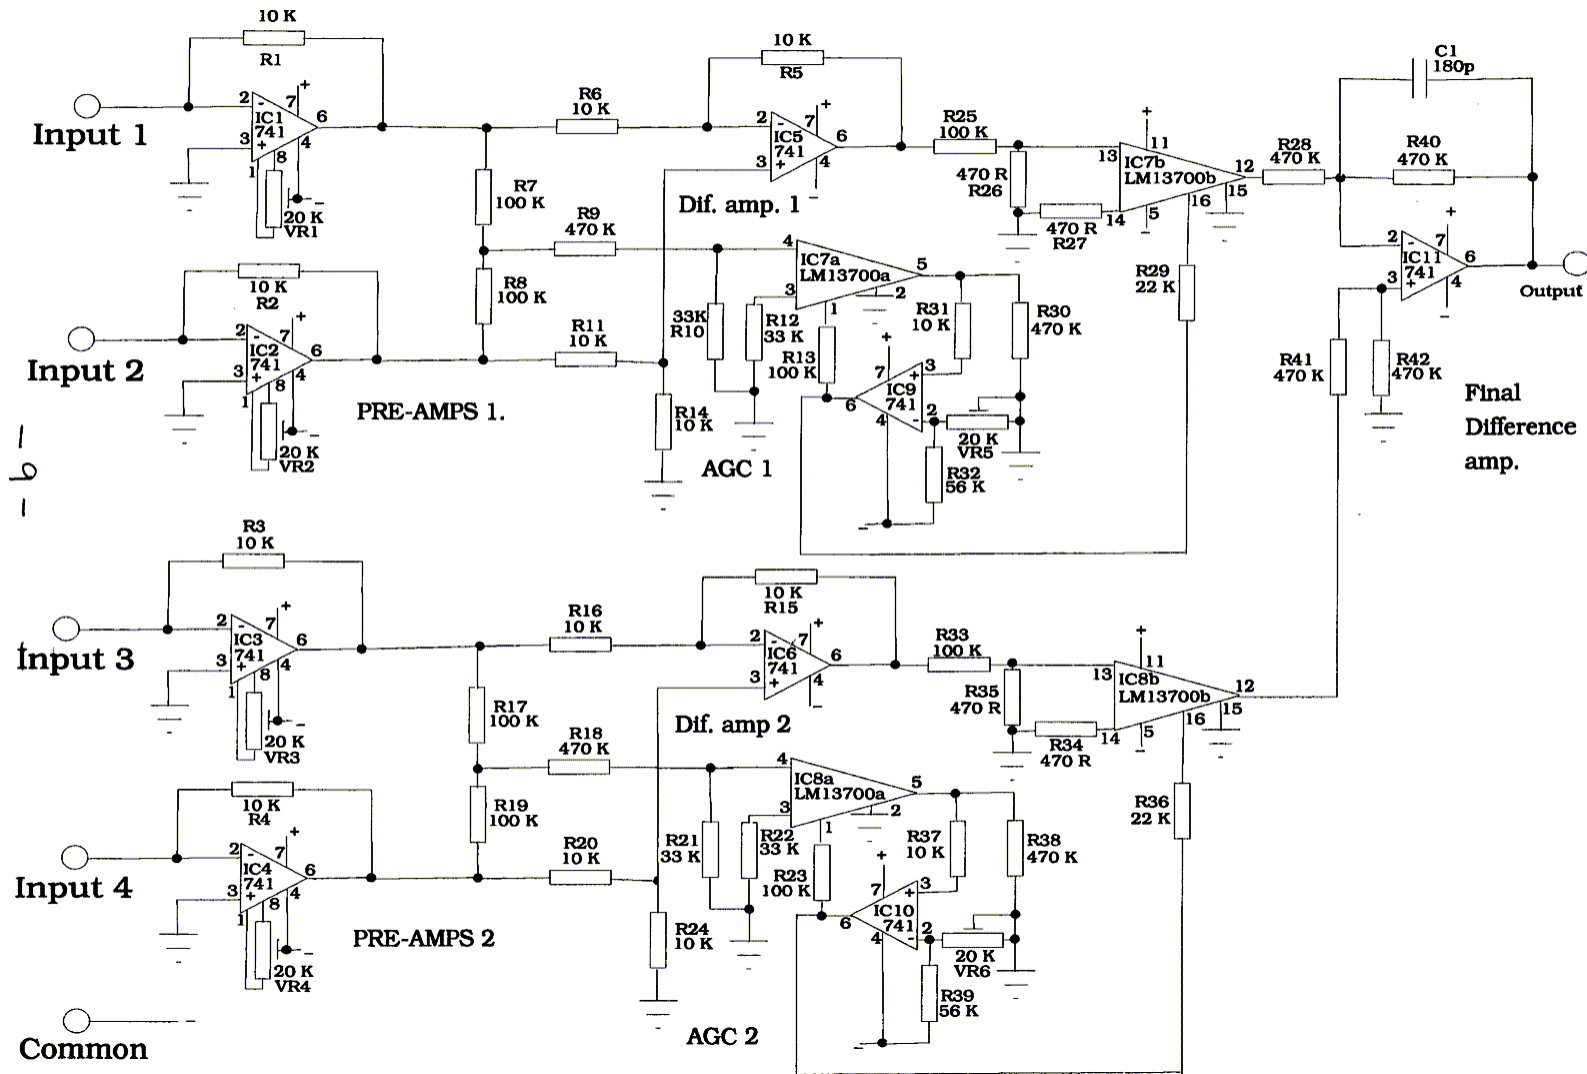 10 K
R1
2
-
7
+
IC1
741
6
3
+
8
4
1
-
20 K
VR1
Input 1
R6
10 K
R7
100 K
10 K
R5
2
-
7
+
IC5
741
6
3
+
4
-
Dif. amp. 1
R25
100 K
470 R
R26
470 R
R27
+
11
13
IC7b
LM13700b
12
14
5
-
16
15
R28
470 K
C1
180p
R40
470 K
+
2
-
7
IC11
741
6
3
+
4
-
Output
R9
470 K
R8
100 K
10 K
R2
2
-
7
+
IC2
741
6
3
+
8
4
1
-
20 K
VR2
Input 2
PRE-AMPS 1.
R11
10 K
R14
10 K
33K
R10
R12
33 K
R13
100 K
4
IC7a
LM13700a
5
3
2
1
R31
10 K
R30
470 K
+
7
3
+
IC9
741
6
2
-
4
20 K
VR5
R32
56 K
-
AGC 1
R29
22 K
R41
470 K
R42
470 K
Final
Difference
amp.
- 9 -
R3
10 K
2
-
7
+
IC3
741
6
3
+
8
4
1
-
20 K
VR3
Input 3
R16
10 K
R17
100 K
10 K
R15
2
-
7
+
IC6
741
6
3
+
4
-
Dif. amp 2
R33
100 K
R35
470 R
R34
470 R
+
11
13
IC8b
LM13700b
12
14
5
-
16
15
R18
470 K
R19
100 K
10 K
R4
2
-
7
+
IC4
741
6
3
+
8
4
1
-
20 K
VR4
Input 4
PRE-AMPS 2
R20
10 K
R24
10 K
R21
33 K
R22
33 K
R23
100 K
4
IC8a
LM13700a
5
3
2
1
R37
10 K
R38
470 K
+
7
3
+
IC10
741
6
2
-
4
20 K
VR6
R39
56 K
-
AGC 2
R36
22 K
-
Common